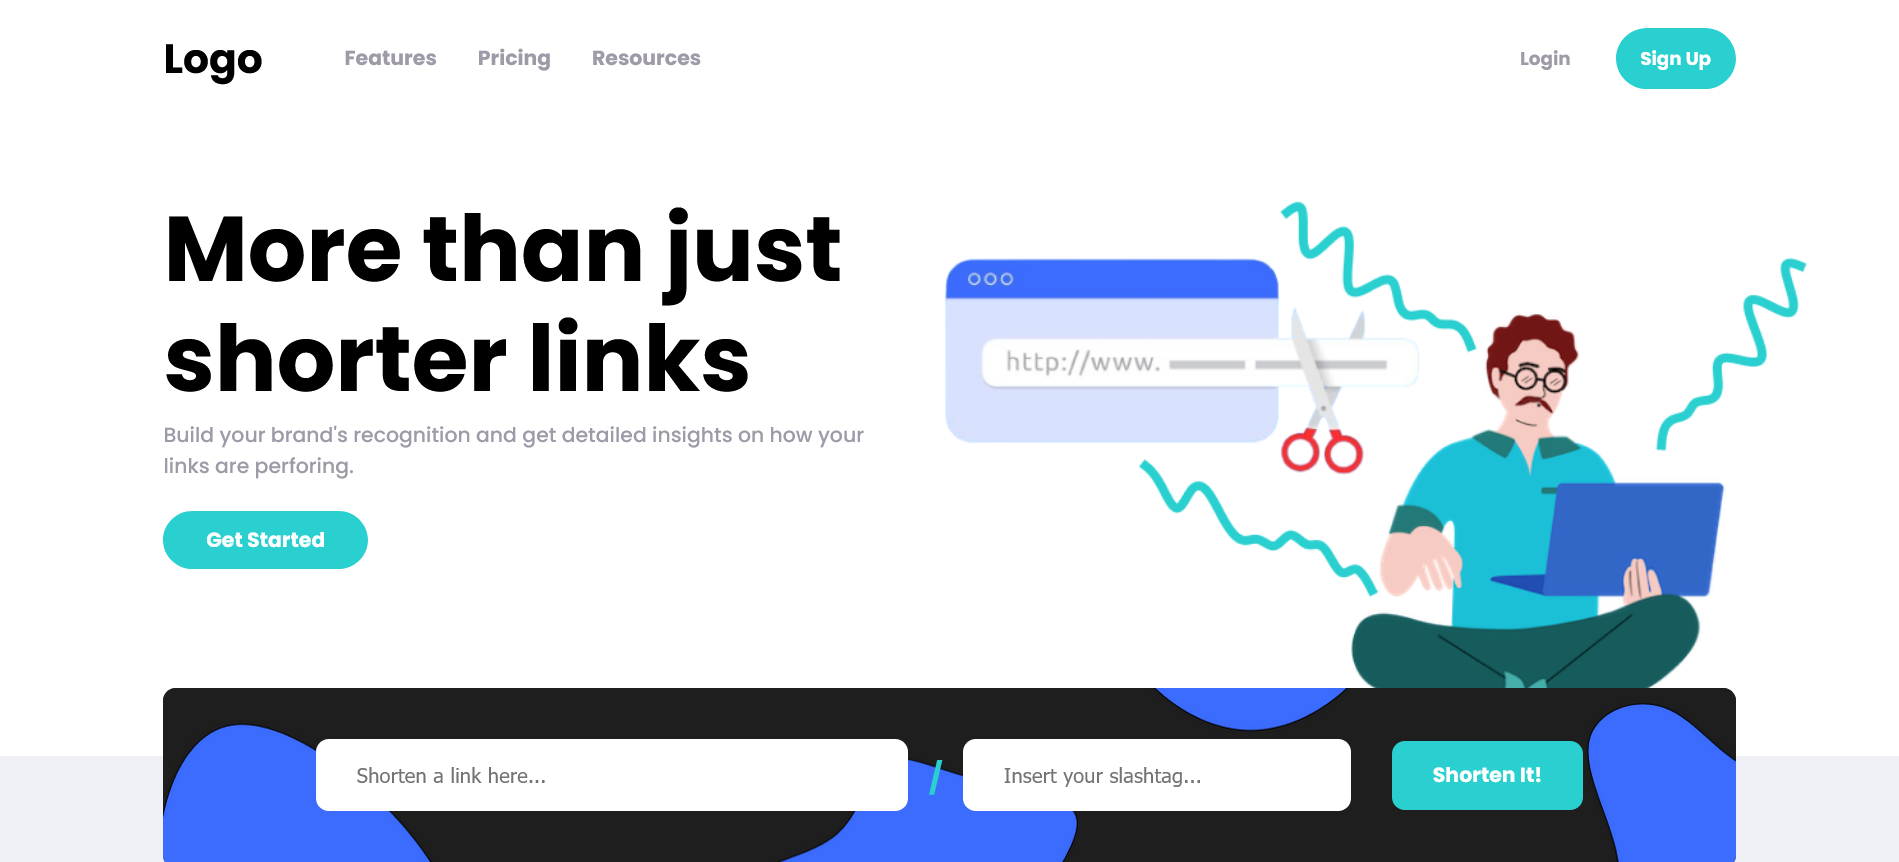 Logo
Features Pricing Resources
Login
Sign Up
More than just
shorter links
Build your brand's recognition and get detailed insights on how your
links are perforing.
Get Started
http://www.
Shorten a link here...
/
Insert your slashtag...
Shorten It!